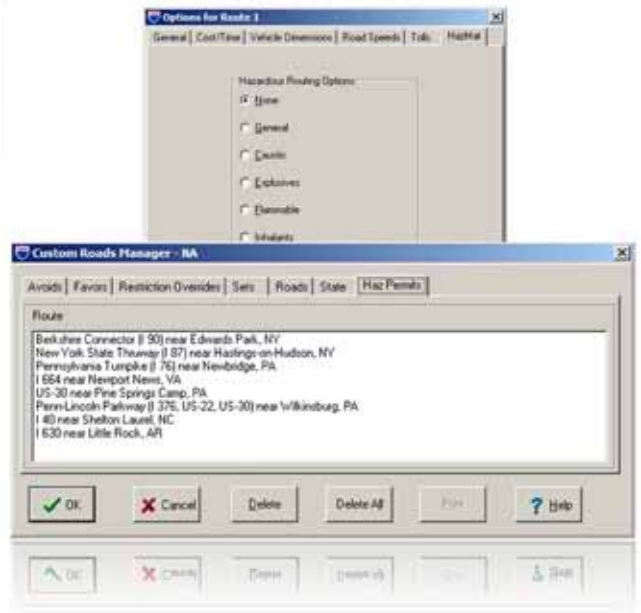 Options for Route 1
General Cost/Time Vehicle Dimensions Road Speeds Tolls HazMat
Hazardous Routing Options
None
General
Caustic
Explosives
Flammable
Inhalants
Custom Roads Manager - NA
Avoids Favors Restriction Overrides Sets Roads State Haz Permits
Route
Berkshire Connector (I 90) near Edwards Park, NY
New York State Thruway (I 87) near Hastings-on-Hudson, NY
Pennsylvania Turnpike (I 76) near Newbridge, PA
I 664 near Newport News, VA
US-30 near Pine Springs Camp, PA
Penn-Lincoln Parkway (I 376, US-22, US-30) near Wilkinsburg, PA
I 40 near Shelton Laurel, NC
I 630 near Little Rock, AR
OK Cancel Delete Delete All Print Help